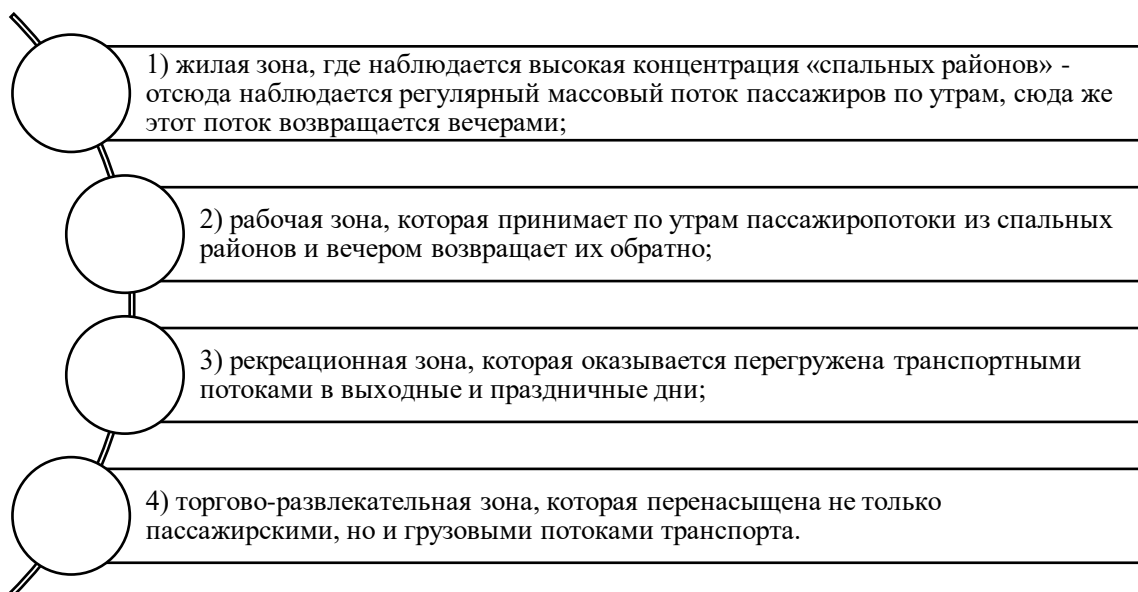 1) жилая зона, где наблюдается высокая концентрация «спальных районов» -
отсюда наблюдается регулярный массовый поток пассажиров по утрам, сюда же
этот поток возвращается вечерами;
2) рабочая зона, которая принимает по утрам пассажиропотоки из спальных
районов и вечером возвращает их обратно;
3) рекреационная зона, которая оказывается перегружена транспортными
потоками в выходные и праздничные дни;
4) торгово-развлекательная зона, которая перенасыщена не только
пассажирскими, но и грузовыми потоками транспорта.